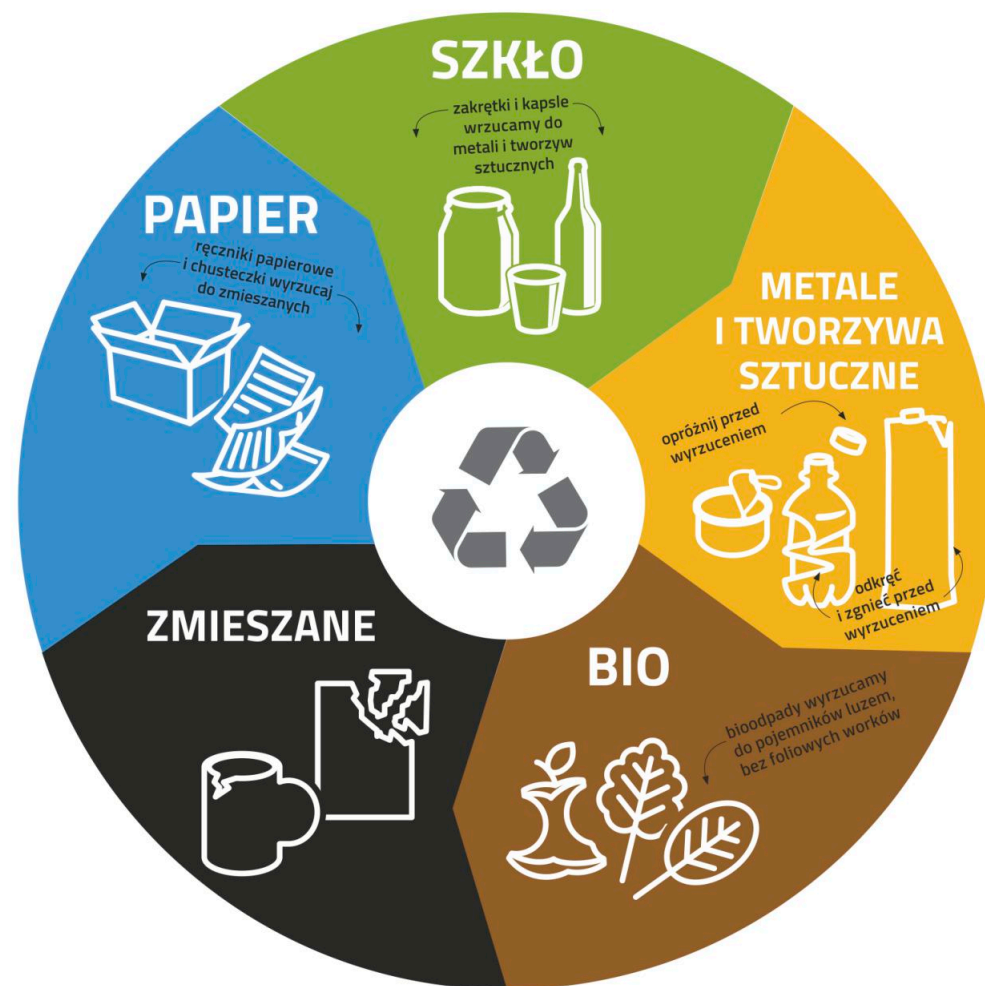 SZKŁO
zakrętki i kapsle
wrzucamy do
metali i tworzyw
sztucznych
PAPIER
ręczniki papierowe
i chusteczki wyrzucaj
do zmieszanych
METALE
I TWORZYWA
SZTUCZNE
opróżnij przed
wyrzuceniem
odkręć
i zgnieć przed
wyrzuceniem
ZMIESZANE
BIO
bioodpady wyrzucamy
do pojemników luzem,
bez foliowych worków